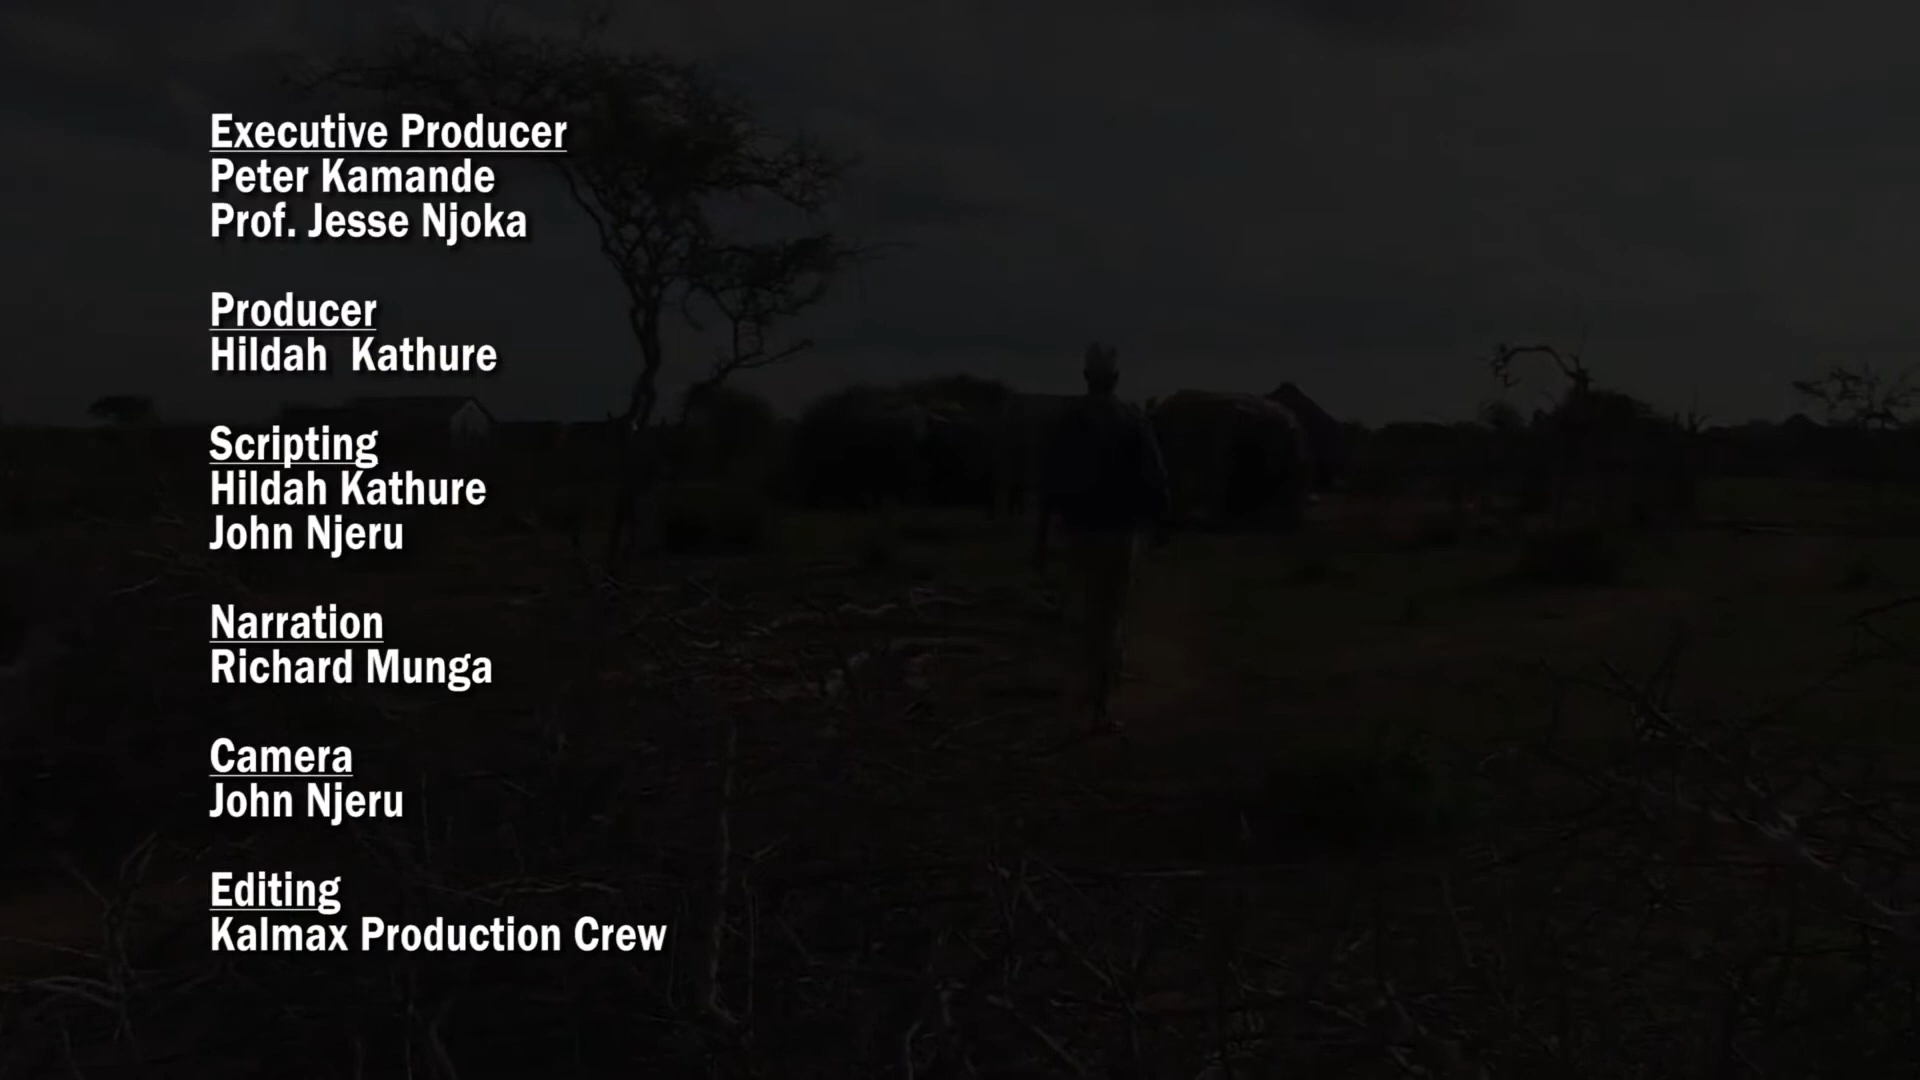 Executive Producer
Peter Kamande
Prof. Jesse Njoka
Producer
Hildah  Kathure
Scripting
Hildah Kathure
John Njeru
Narration
Richard Munga
Camera
John Njeru
Editing
Kalmax Production Crew